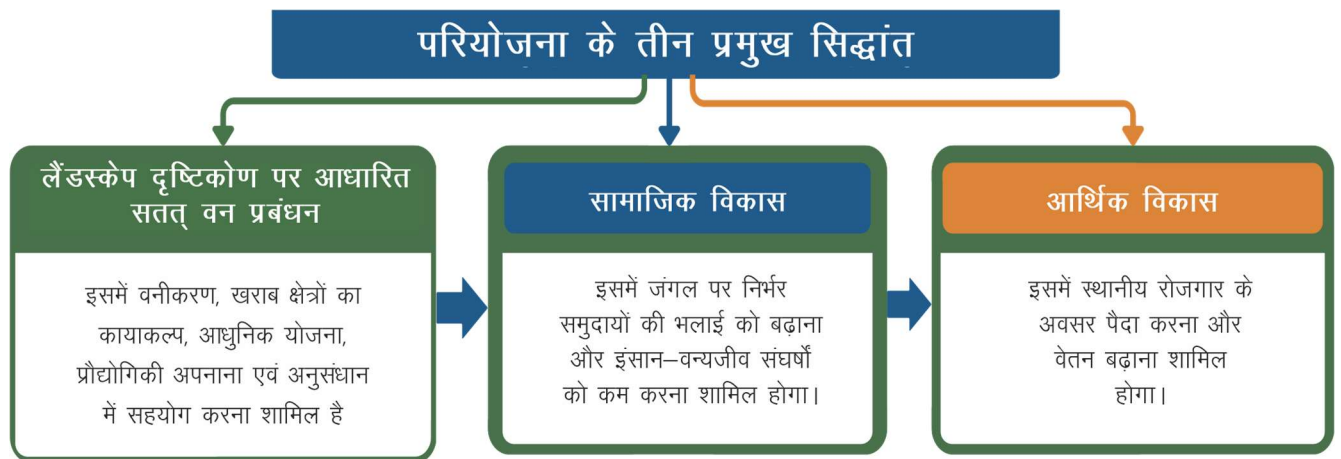 परियोजना के तीन प्रमुख सिद्धांत
लैंडस्केप दृष्टिकोण पर आधारित
सतत् वन प्रबंधन
इसमें वनीकरण, खराब क्षेत्रों का
कायाकल्प, आधुनिक योजना,
प्रौद्योगिकी अपनाना एवं अनुसंधान
में सहयोग करना शामिल है
सामाजिक विकास
इसमें जंगल पर निर्भर
समुदायों की भलाई को बढ़ाना
और इंसान–वन्यजीव संघर्षों
को कम करना शामिल होगा।
आर्थिक विकास
इसमें स्थानीय रोजगार के
अवसर पैदा करना और
वेतन बढ़ाना शामिल
होगा।